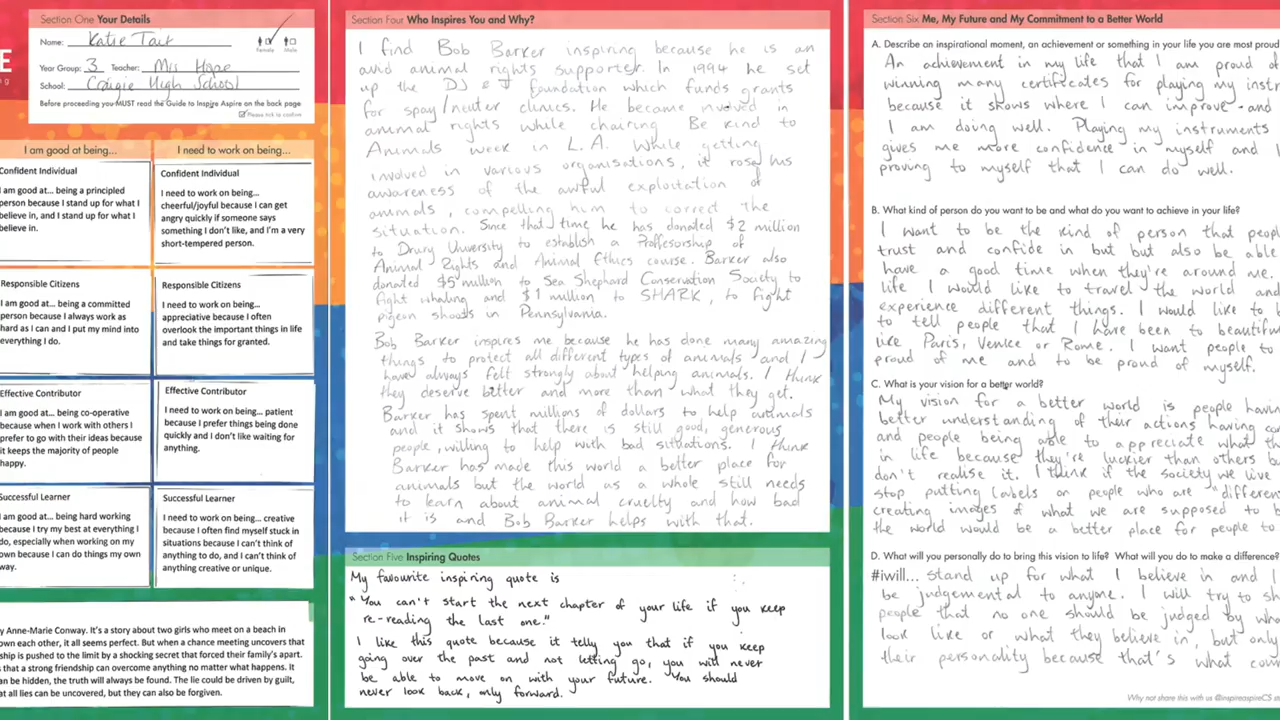 E
ng
Section One Your Details
Name: Katie Tait
Female Male
Year Group: 3 Teacher: Mrs Hope
School: Craigie High School
Before proceeding you MUST read the Guide to Inspire Aspire on the back page
Please tick to confirm
I am good at being...
I need to work on being...
Confident Individual
I am good at... being a principled
person because I stand up for what I
believe in, and I stand up for what I
believe in.
Confident Individual
I need to work on being...
cheerful/joyful because I can get
angry quickly if someone says
something I don't like, and I'm a very
short-tempered person.
Responsible Citizens
I am good at... being a committed
person because I always work as
hard as I can and I put my mind into
everything I do.
Responsible Citizens
I need to work on being...
appreciative because I often
overlook the important things in life
and take things for granted.
Effective Contributor
I am good at... being co-operative
because when I work with others I
prefer to go with their ideas because
it keeps the majority of people
happy.
Effective Contributor
I need to work on being... patient
because I prefer things being done
quickly and I don't like waiting for
anything.
Successful Learner
I am good at... being hard working
because I try my best at everything I
do, especially when working on my
own because I can do things my own
way.
Successful Learner
I need to work on being... creative
because I often find myself stuck in
situations because I can't think of
anything to do, and I can't think of
anything creative or unique.
y Anne-Marie Conway. It's a story about two girls who meet on a beach in
own each other, it all seems perfect. But when a chance meeting uncovers that
ship is pushed to the limit by a shocking secret that forced their family's apart.
s that a strong friendship can overcome anything no matter what happens. It
an be hidden, the truth will always be found. The lie could be driven by guilt,
at all lies can be uncovered, but they can also be forgiven.
Section Four Who Inspires You and Why?
I find Bob Barker inspiring because he is an
avid animal rights supporter. In 1994 he set
up the DJ & T foundation which funds grants
for spay/neuter clinics. He became moved in
animal rights while chairing Be kind to
Animals week in L.A. While getting
involved in various organisations, it rose his
awareness of the awful exploitation of
animals, compelling him to correct the
situation. Since that time he has donated $2 million
to Drury University to establish a Proffesorship of
Animal Rights and Animal Ethics course. Barker also
donated $5 million to Sea Shephard Conservation Society to
fight whaling and $1 million to SHARK, to fight
pigeon shoots in Pennsylvania.
Bob Barker inspires me because he has done many amazing
things to protect all different types of animals and I
have always felt strongly about helping animals. I think
they deserve better and more than what they get.
Barker has spent millions of dollars to help animals
and it shows that there is still good, generous
people, willing to help with bad situations. I think
Barker has made this world a better place for
animals but the world as a whole still needs
to learn about animal cruelty and how bad
it is and Bob Barker helps with that.
Section Five Inspiring Quotes
My favourite inspiring quote is
"You can't start the next chapter of your life if you keep
re-reading the last one."
I like this quote because it tells you that if you keep
going over the past and not letting go, you will never
be able to move on with your future. You should
never look back, only forward.
Section Six Me, My Future and My Commitment to a Better World
A. Describe an inspirational moment, an achievement or something in your life you are most proud
An achievement in my life that I am proud of
winning many certificates for playing my instr
because it shows where I can improve and
I am doing well. Playing my instruments
gives me more confidence in myself and I
proving to myself that I can do well.
B. What kind of person do you want to be and what do you want to achieve in your life?
I want to be the kind of person that peop
trust and confide in but but also be able
have a good time when they're around me.
life I would like to travel the world and
experience different things. I would like to
to tell people that I have been to beautifu
like Paris, Venice or Rome. I want people to
proud of me and to be proud of myself.
C. What is your vision for a better world?
My vision for a better world is people havin
better understanding of their actions having con
and people being able to appreciate what th
in life because they're luckier than others bu
don't realise it. I think if the society we live
stop putting labels on people who are "differen
creating images of what we are supposed to b
the world would be a better place for people to
D. What will you personally do to bring this vision to life? What will you do to make a difference?
#iwill... stand up for what I believe in and I
be judgemental to anyone. I will try to sh
people that no one should be judged by who
look like or what they believe in, but only
their personality because that's what coun
Why not share this with us @inspireaspireCS